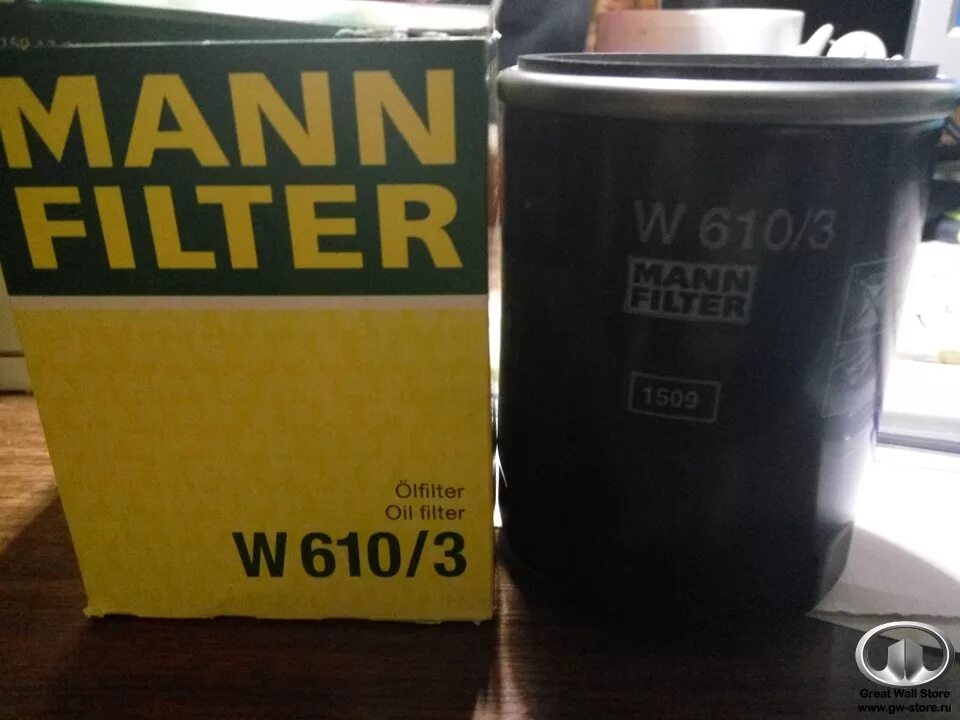 MANN
FILTER
Ölfilter
Oil filter
W 610/3
W 610/3
MANN
FILTER
1509
Great Wall Store
www.gw-store.ru